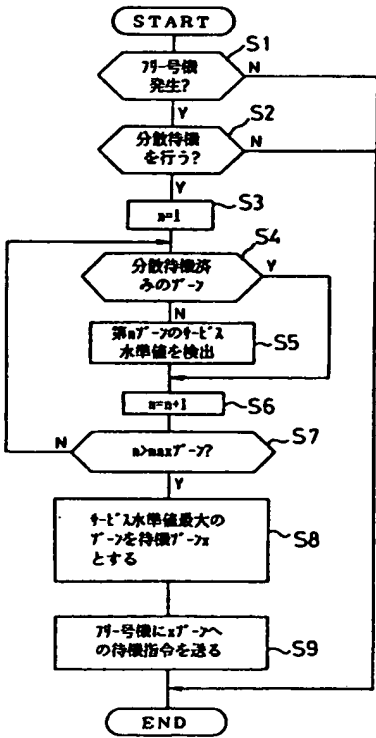 START
S1
フリー号機
発生?
N
Y
S2
分散待機
を行う?
N
Y
S3
n=1
S4
分散待機済
みのゾーン
Y
N
第nゾーンのサービス
水準値を検出
S5
n=n+1
S6
N
n>maxゾーン?
S7
Y
サービス水準値最大の
ゾーンを待機ゾーンx
とする
S8
フリー号機にxゾーンへ
の待機指令を送る
S9
END